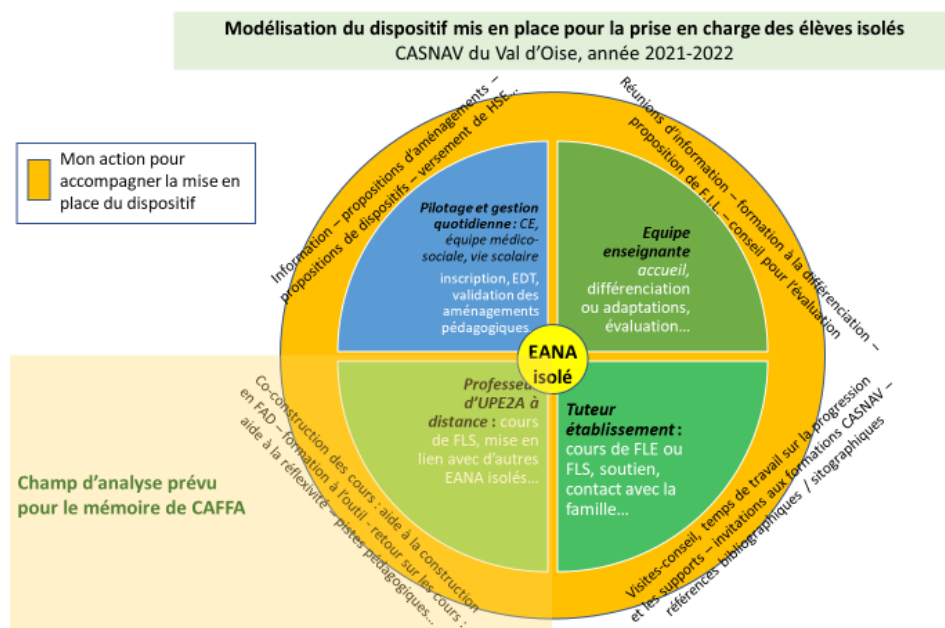 Modélisation du dispositif mis en place pour la prise en charge des élèves isolés
CASNAV du Val d'Oise, année 2021-2022
Mon action pour
accompagner la mise en
place du dispositif
Information – propositions d'aménagements –
propositions de dispositifs – versement de HSE...
Réunions d'information – formation à la différenciation –
proposition de F.I.L. – conseil pour l'évaluation
Pilotage et gestion
quotidienne : CE,
équipe médico-
sociale, vie scolaire
inscription, EDT,
validation des
aménagements
pédagogiques.
Equipe
enseignante
accueil,
différenciation
ou adaptations,
évaluation...
EANA
isolé
Professeur
d'UPE2A à
distance : cours
de FLS, mise en
lien avec d'autres
EANA isolés...
Tuteur
établissement :
cours de FLE ou
FLS, soutien,
contact avec la
famille...
Champ d'analyse prévu
pour le mémoire de CAFFA
Co-construction des cours : aide à la construction
en FAD – formation à l'outil - retour sur les cours :
aide à la réflexivité – pistes pédagogiques...
Visites-conseil, temps de travail sur la progression
et les supports – invitations aux formations CASNAV –
références bibliographiques / sitographiques